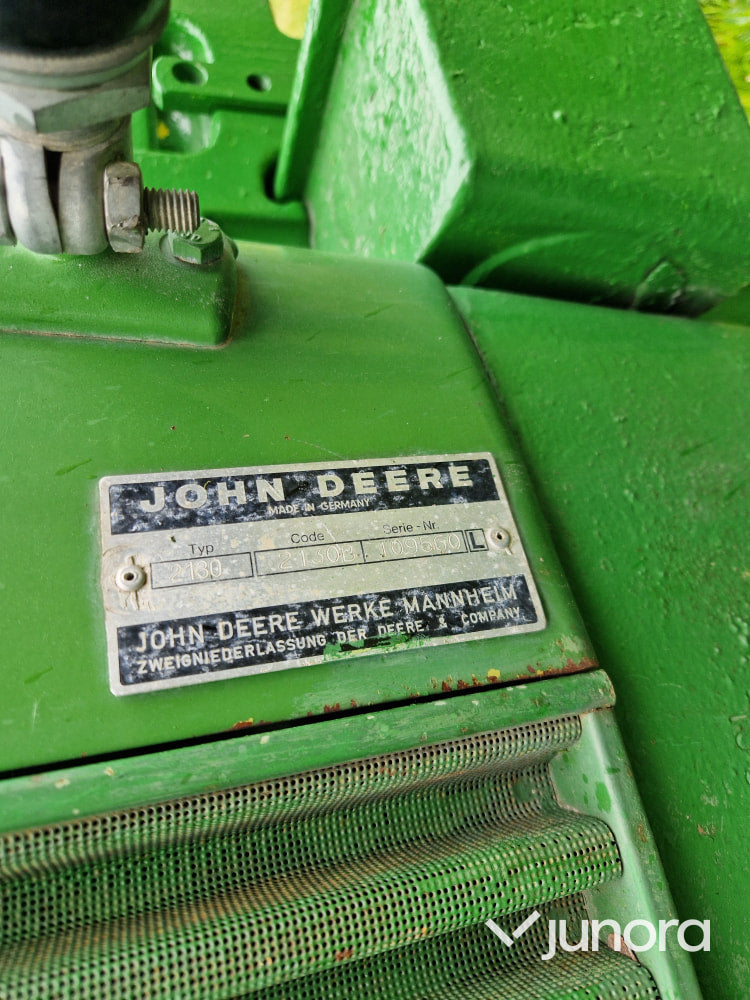 JOHN DEERE
MADE IN GERMANY
Typ Code Serie-Nr.
2130 2130B 109660 L
JOHN DEERE WERKE MANNHEIM
ZWEIGNIEDERLASSUNG DER DEERE & COMPANY
junora